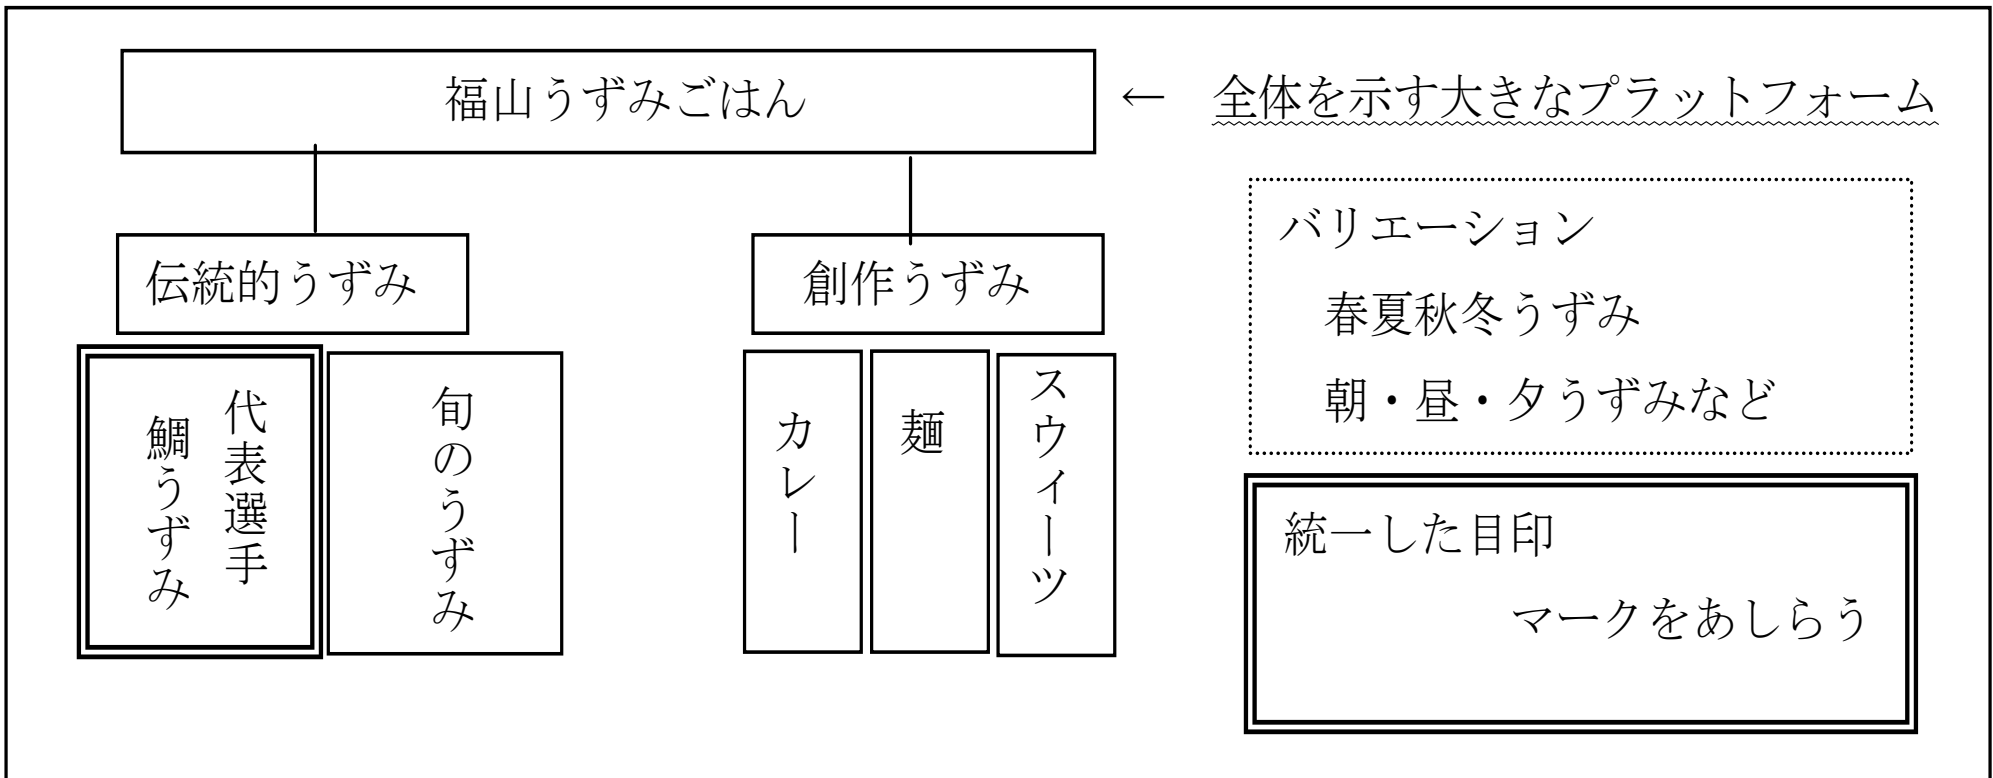 福山うずみごはん
← 全体を示す大きなプラットフォーム
伝統的うずみ
創作うずみ
代表選手
鯛うずみ
旬のうずみ
カレー
麺
スウィーツ
バリエーション
春夏秋冬うずみ
朝・昼・夕うずみなど
統一した目印
マークをあしらう